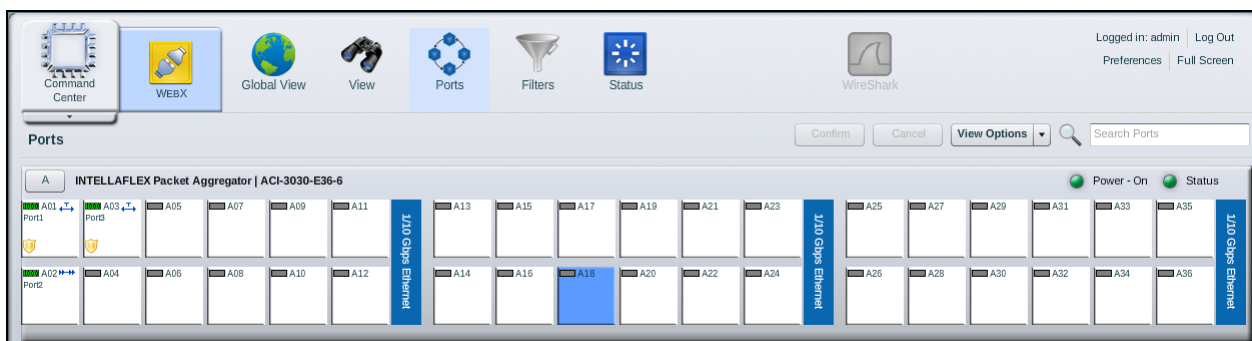 Logged in: admin Log Out
Preferences Full Screen
Command
Center
WEBX
Global View
View
Ports
Filters
Status
WireShark
Ports
Confirm
Cancel
View Options
Search Ports
A
INTELLAFLEX Packet Aggregator | ACI-3030-E36-6
Power - On
Status
1000 A01 T
Port1
1000 A03 T
Port3
A05
A07
A09
A11
1/10 Gbps Ethernet
A13
A15
A17
A19
A21
A23
1/10 Gbps Ethernet
A25
A27
A29
A31
A33
A35
1/10 Gbps Ethernet
1000 A02
Port2
A04
A06
A08
A10
A12
A14
A16
A18
A20
A22
A24
A26
A28
A30
A32
A34
A36